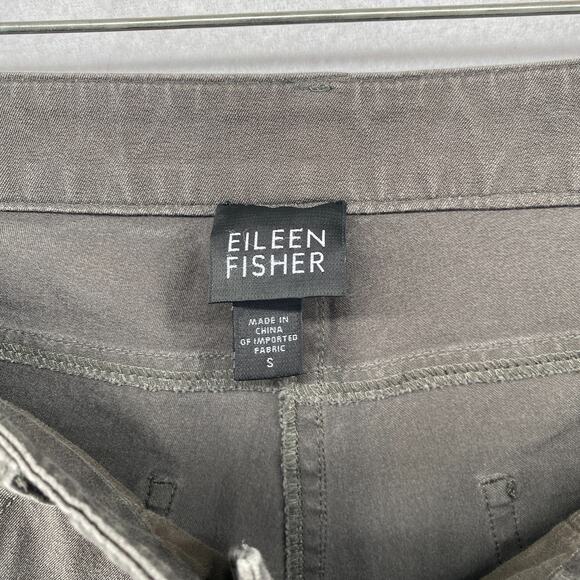 EILEEN
FISHER
MADE IN
CHINA
OF IMPORTED
FABRIC
S